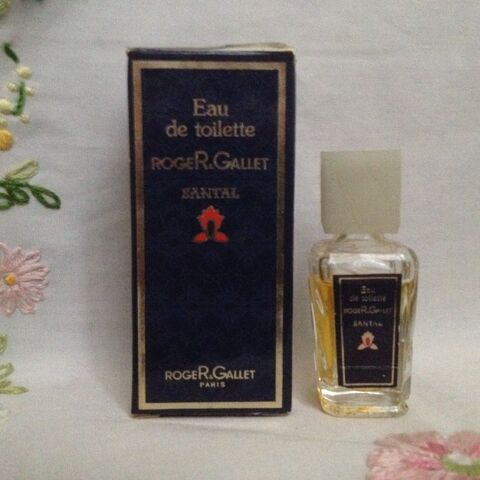 Eau
de toilette
ROGER&GALLET
SANTAL
ROGER&GALLET
PARIS
Eau
de toilette
ROGER&GALLET
SANTAL